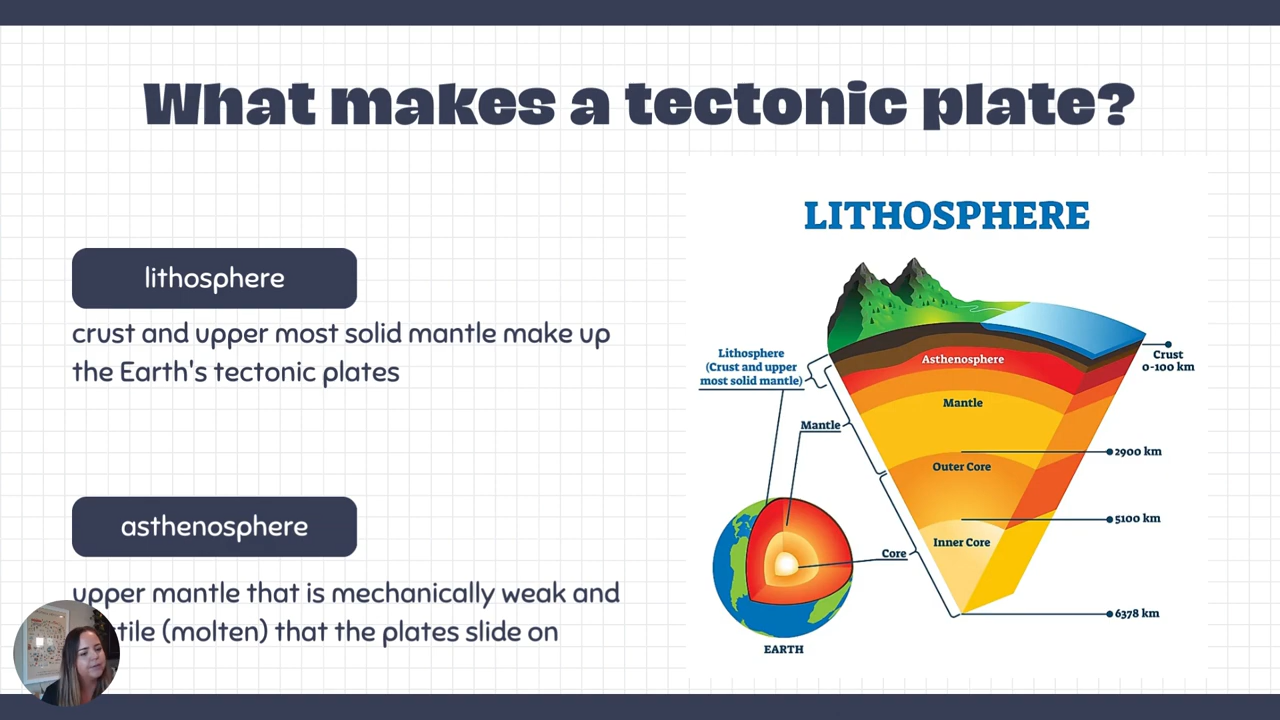 What makes a tectonic plate?
lithosphere
crust and upper most solid mantle make up
the Earth's tectonic plates
asthenosphere
upper mantle that is mechanically weak and
(molten) that the plates slide on
LITHOSPHERE
Lithosphere
(Crust and upper
most solid mantle)
Asthenosphere
Crust
0-100 km
Mantle
Mantle
2900 km
Outer Core
5100 km
Inner Core
Core
6378 km
EARTH